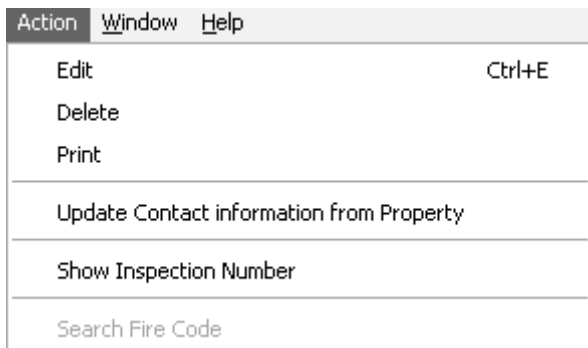 Action Window Help
Edit Ctrl+E
Delete
Print
Update Contact information from Property
Show Inspection Number
Search Fire Code